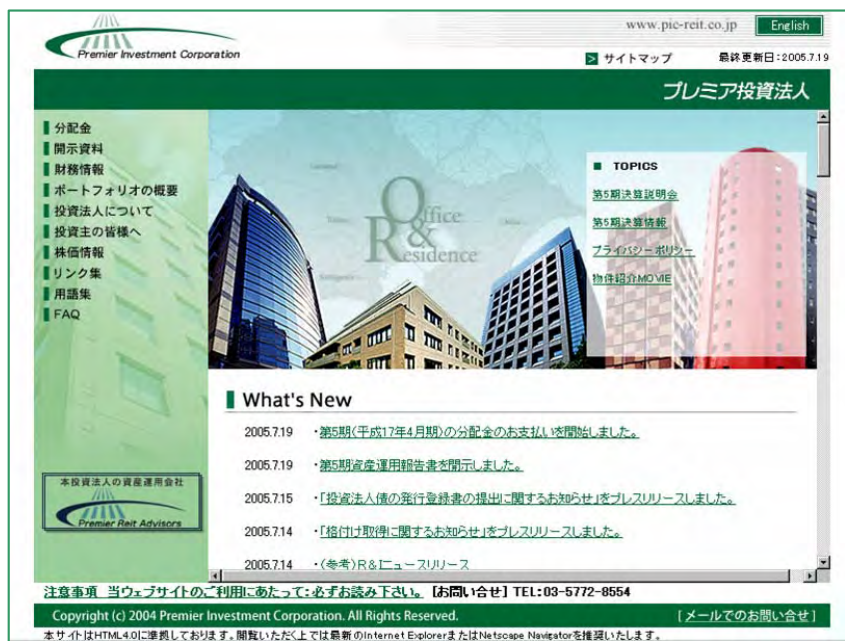 Premier Investment Corporation
www.pic-reit.co.jp
English
サイトマップ
最終更新日:2005.7.19
プレミア投資法人
分配金
開示資料
財務情報
ポートフォリオの概要
投資法人について
投資主の皆様へ
株価情報
リンク集
用語集
FAQ
Office
&
Residence
TOPICS
第5期決算説明会
第5期決算情報
プライバシーポリシー
物件紹介MOVIE
What's New
2005.7.19 ・第5期(平成17年4月期)の分配金のお支払いを開始しました。
2005.7.19 ・第5期資産運用報告書を開示しました。
2005.7.15 ・「投資法人債の発行登録書の提出に関するお知らせ」をプレスリリースしました。
2005.7.14 ・「格付け取得に関するお知らせ」をプレスリリースしました。
2005.7.14 ・(参考)R&Iニュースリリース
本投資法人の資産運用会社
Premier Reit Advisors
注意事項 当ウェブサイトのご利用にあたって:必ずお読み下さい。 [お問い合せ] TEL:03-5772-8554
Copyright (c) 2004 Premier Investment Corporation. All Rights Reserved.
[メールでのお問い合せ]
本サイトはHTML4.0に準拠しております。閲覧いただく上では最新のInternet ExplorerまたはNetscape Navigatorを推奨いたします。